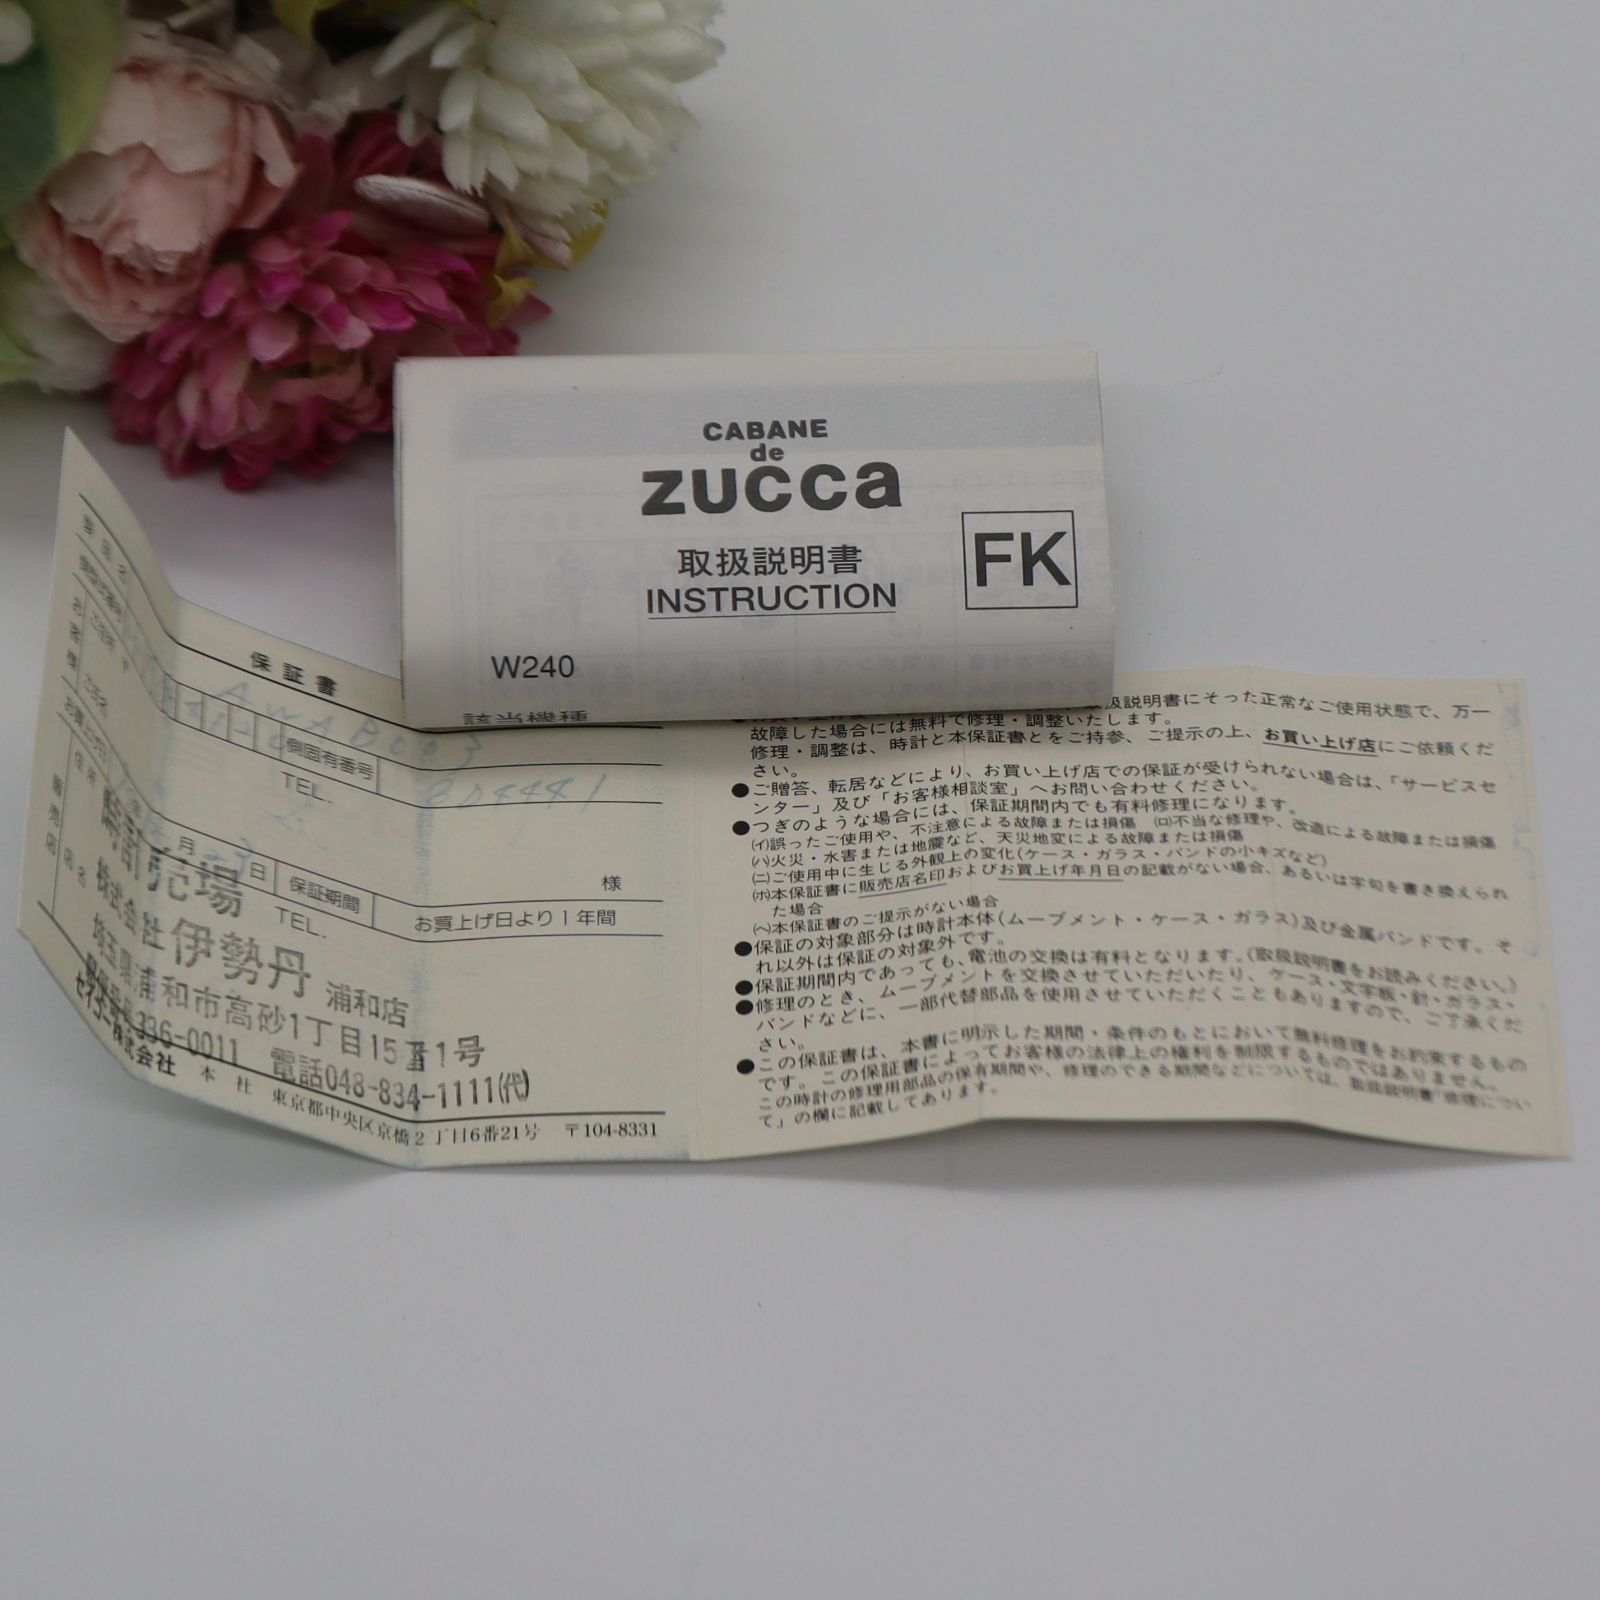 CABANE
de
zucca
取扱説明書
INSTRUCTION
FK
W240
該当機種
保証書
側固有番号
804441
TEL.
月 日
保証期間
様
TEL.
お買上げ日より1年間
売場
株式会社 伊勢丹 浦和店
埼玉県浦和市高砂1丁目15番1号
336-0011 電話048-834-1111(代)
セイコー株式会社 本社 東京都中央区京橋2丁目6番21号 〒104-8331
取扱説明書にそった正常なご使用状態で、万一
故障した場合には無料で修理・調整いたします。
修理・調整は、時計と本保証書とをご持参、ご提示の上、お買い上げ店にご依頼くだ
さい。
●ご贈答、転居などにより、お買い上げ店での保証が受けられない場合は、「サービスセ
ンター」及び「お客様相談室」へお問い合わせください。
●つぎのような場合には、保証期間内でも有料修理になります。
(イ)誤ったご使用や、不注意による故障または損傷 (ロ)不当な修理や、改造による故障または損傷
(ハ)火災・水害または地震など、天災地変による故障または損傷
(ニ)ご使用中に生じる外観上の変化(ケース・ガラス・バンドの小キズなど)
(ホ)本保証書に販売店名印およびお買上げ年月日の記載がない場合、あるいは字句を書き換えられ
た場合
(ヘ)本保証書のご提示がない場合
●保証の対象部分は時計本体(ムーブメント・ケース・ガラス)及び金属バンドです。そ
れ以外は保証の対象外です。
●保証期間内であっても、電池の交換は有料となります。(取扱説明書をお読みください。)
●修理のとき、ムーブメントを交換させていただいたり、ケース・文字板・針・ガラス・
バンドなどに、一部代替部品を使用させていただくこともありますので、ご了承くだ
さい。
●この保証書は、本書に明示した期間・条件のもとにおいて無料修理をお約束するもの
です。この保証書によってお客様の法律上の権利を制限するものではありません。
この時計の修理用部品の保有期間や、修理のできる期間などについては、取扱説明書"修理につい
て"の欄に記載してあります。